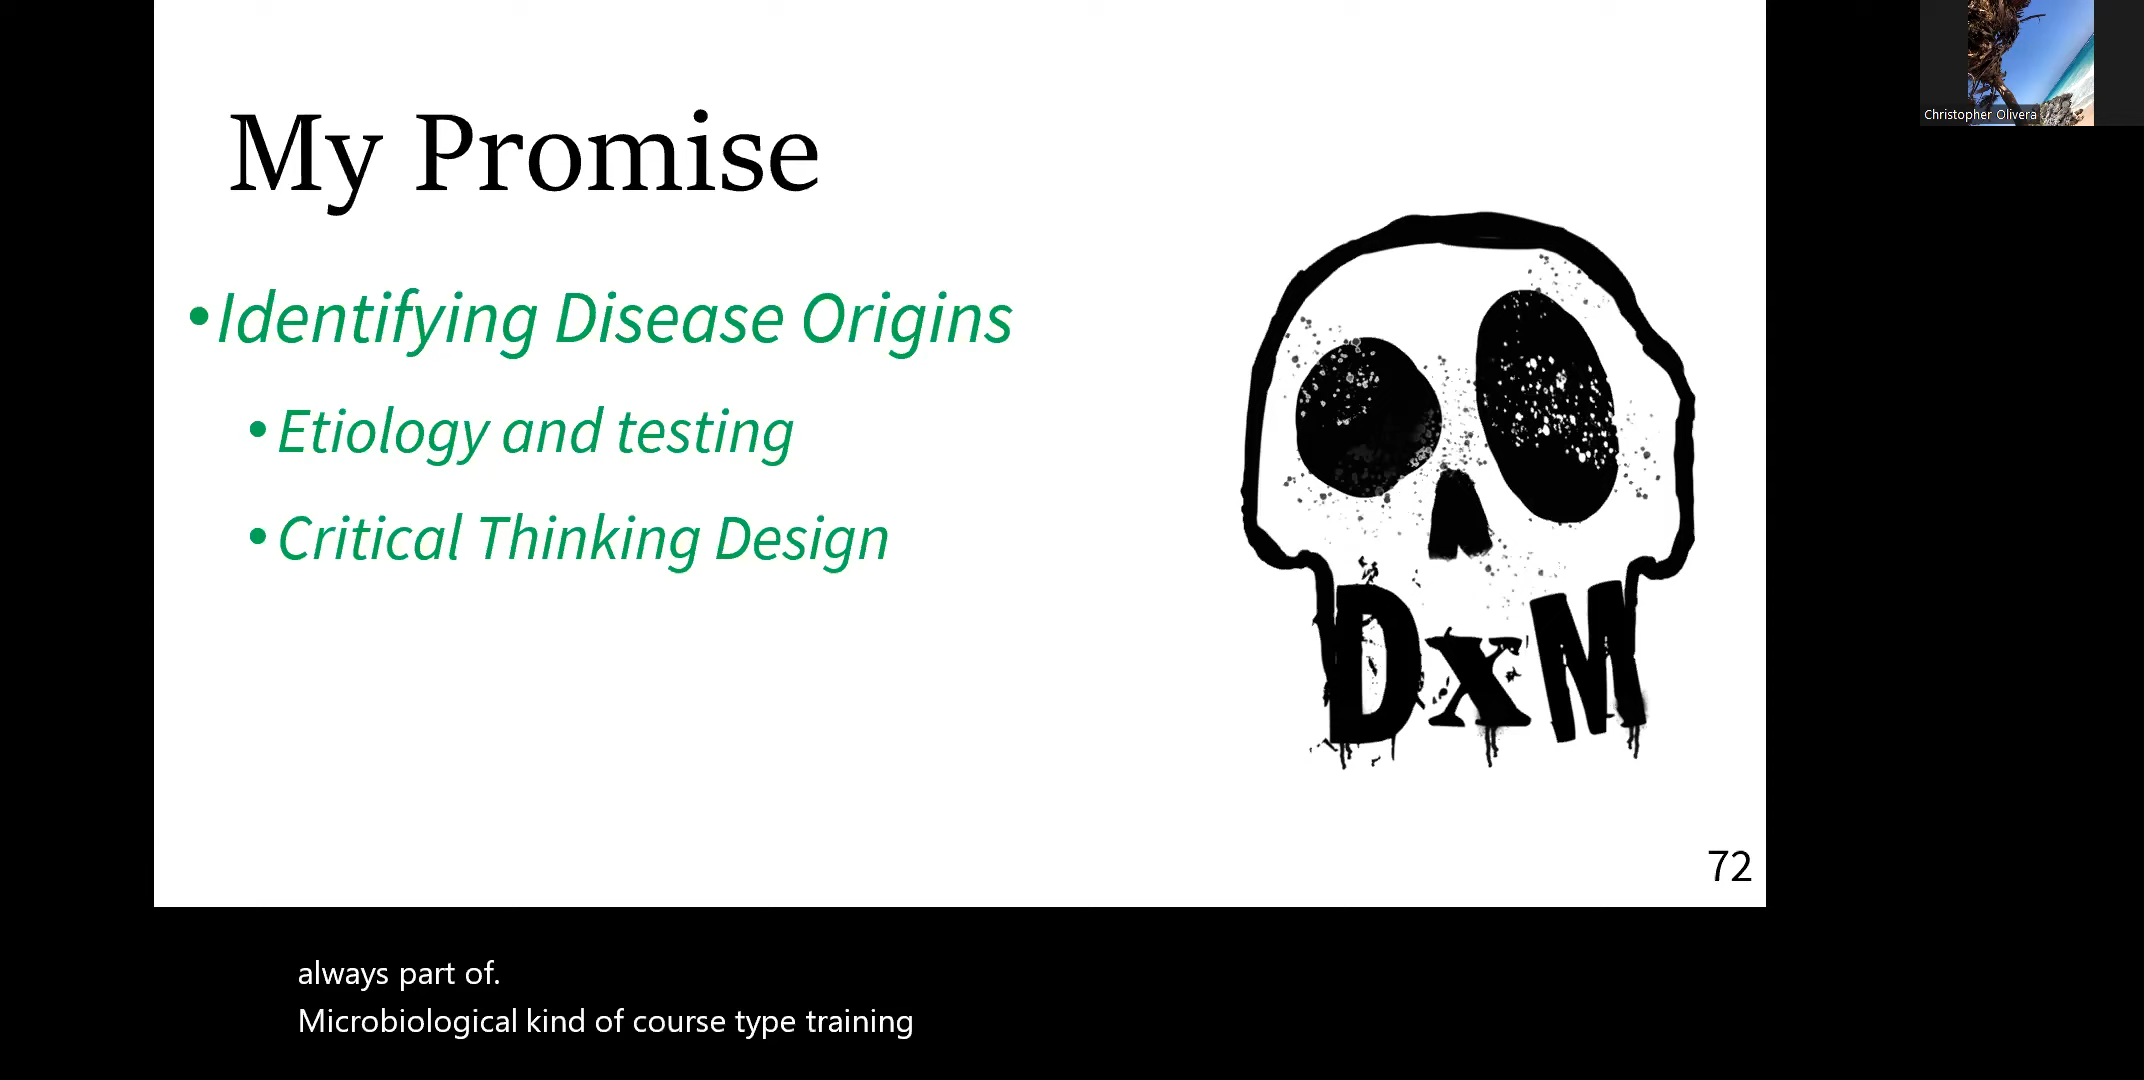 My Promise
•Identifying Disease Origins
•Etiology and testing
•Critical Thinking Design
DxM
72
Christopher Olivera
always part of.
Microbiological kind of course type training